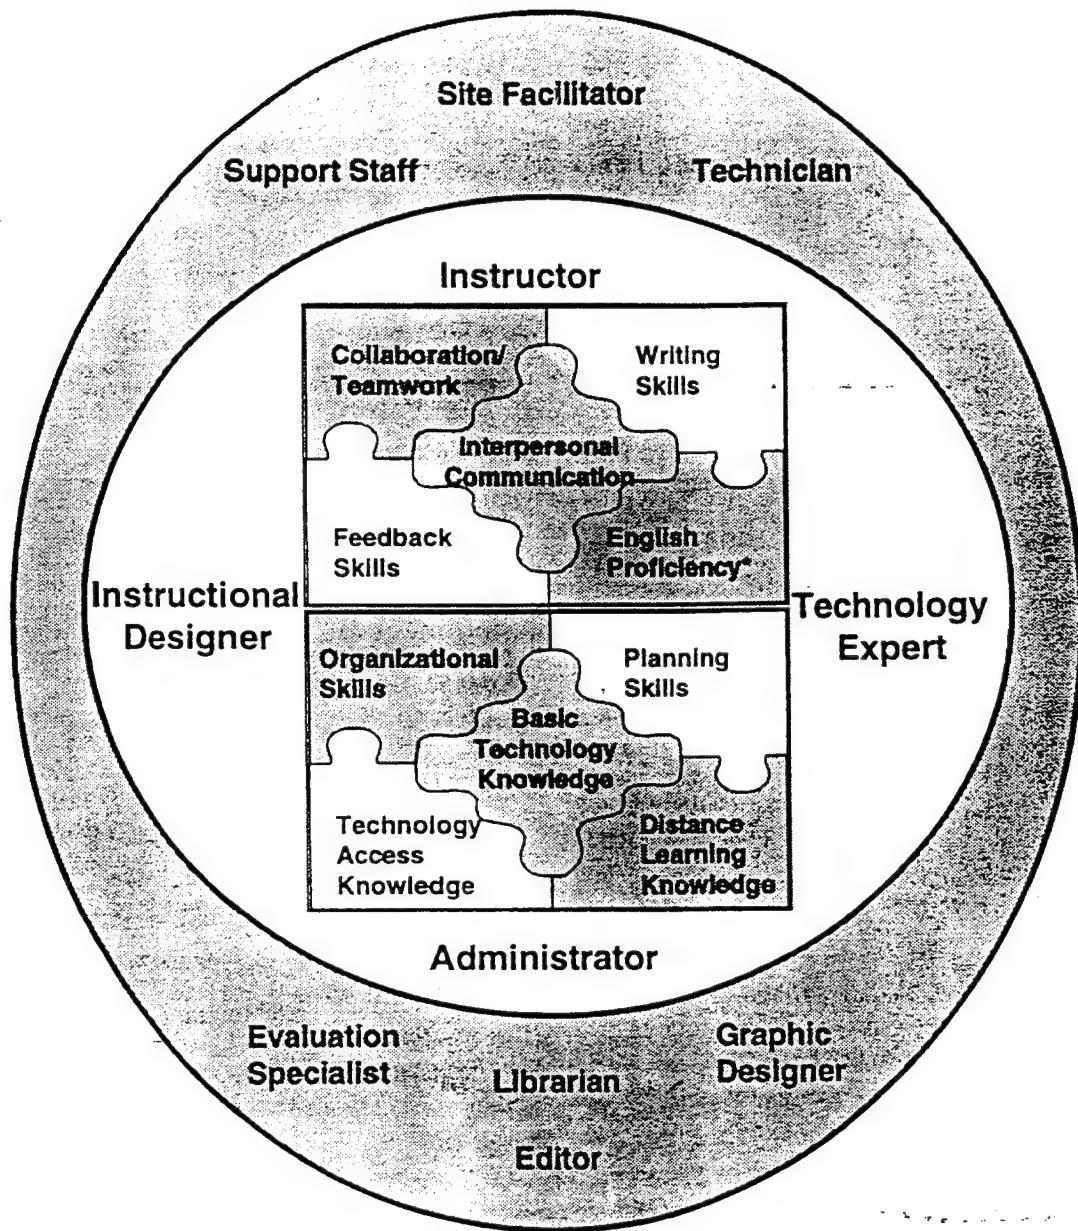 Site Facilitator
Support Staff
Technician
Instructor
Collaboration/
Teamwork
Writing
Skills
Interpersonal
Communication
Feedback
Skills
English
Proficiency*
Instructional
Designer
Technology
Expert
Organizational
Skills
Planning
Skills
Basic
Technology
Knowledge
Technology
Access
Knowledge
Distance
Learning
Knowledge
Administrator
Evaluation
Specialist
Librarian
Graphic
Designer
Editor